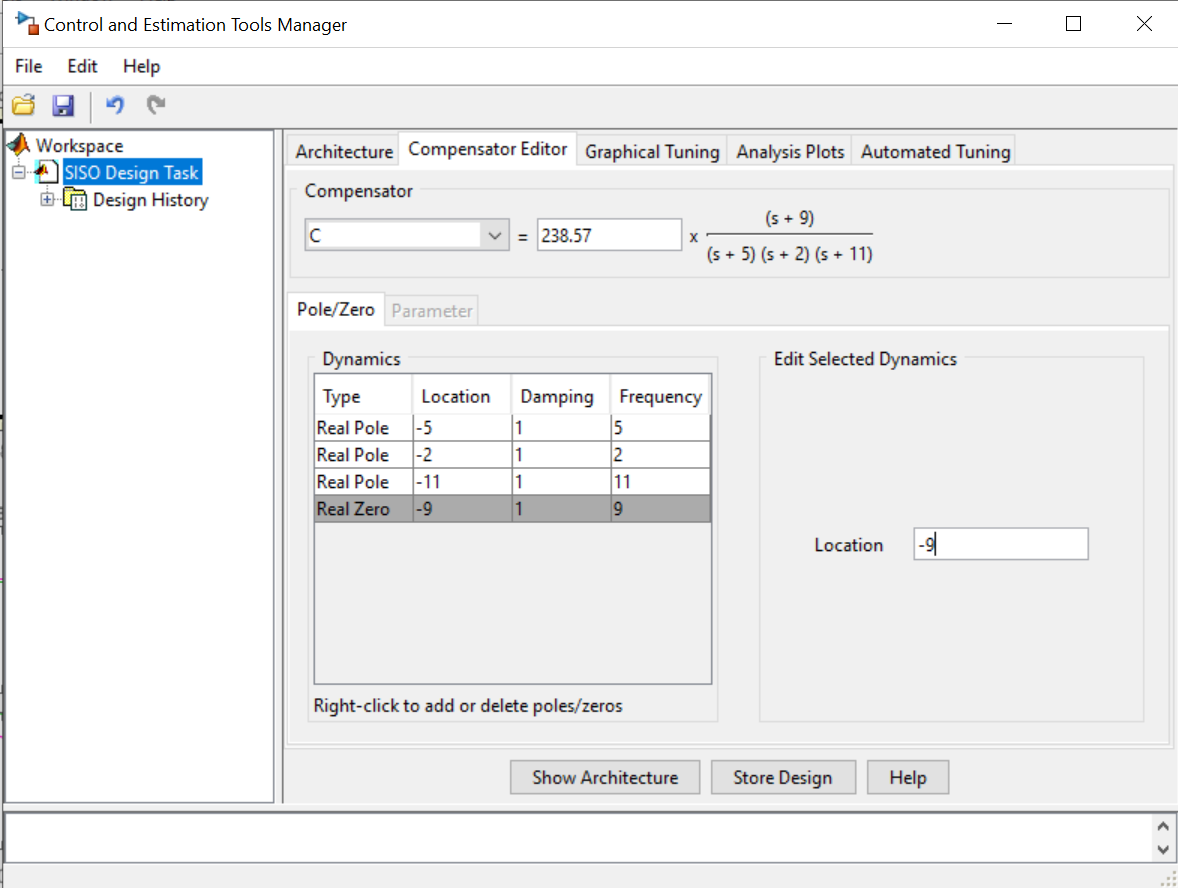 Control and Estimation Tools Manager
File Edit Help
Workspace
SISO Design Task
Design History
Architecture Compensator Editor Graphical Tuning Analysis Plots Automated Tuning
Compensator
C = 238.57 x (s + 9)
(s + 5) (s + 2) (s + 11)
Pole/Zero Parameter
Dynamics
Type Location Damping Frequency
Real Pole -5 1 5
Real Pole -2 1 2
Real Pole -11 1 11
Real Zero -9 1 9
Right-click to add or delete poles/zeros
Edit Selected Dynamics
Location -9
Show Architecture Store Design Help